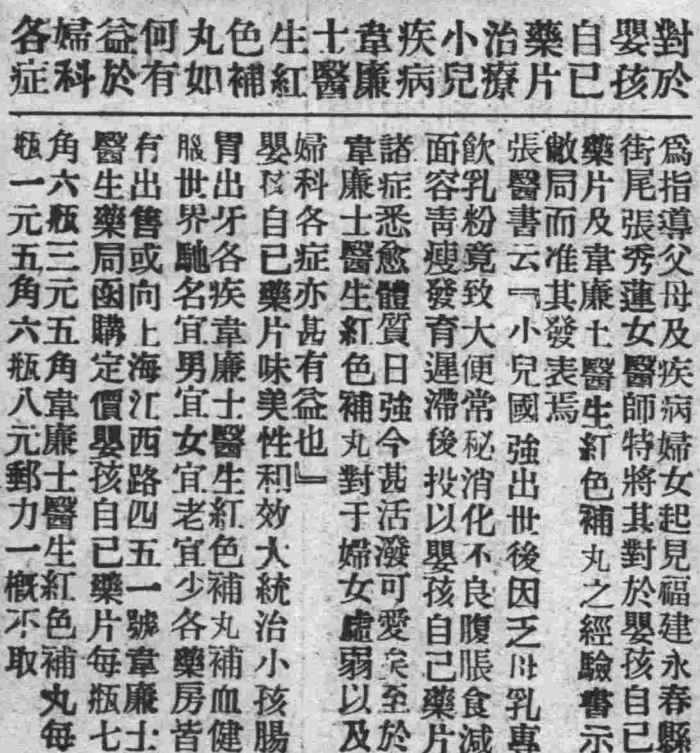 對於嬰孩自已藥片治療小兒疾病韋廉士醫生紅色補丸如何有益於婦科各症
爲指導父母及疾病婦女起見福建永春縣
街尾張秀蓮女醫師特將其對於嬰孩自已
藥片及韋廉士醫生紅色補丸之經驗書示
敝局而准其發表焉
張醫書云『小兒國強出世後因乏母乳專
飲乳粉竟致大便常秘消化不良腹脹食減
面容靑瘦發育遲滯後投以嬰孩自己藥片
諸症悉愈體質日強今甚活潑可愛矣至於
韋廉士醫生紅色補丸對于婦女虛弱以及
婦科各症亦甚有益也』
嬰孩自已藥片味美性和效大統治小孩腸
胃出牙各疾韋廉士醫生紅色補丸補血健
腦世界馳名宜男宜女宜老宜少各藥房皆
有出售或向上海江西路四五一號韋廉士
醫生藥局函購定價嬰孩自已藥片每瓶七
角六瓶三元五角韋廉士醫生紅色補丸每
瓶一元五角六瓶八元郵力一概不取